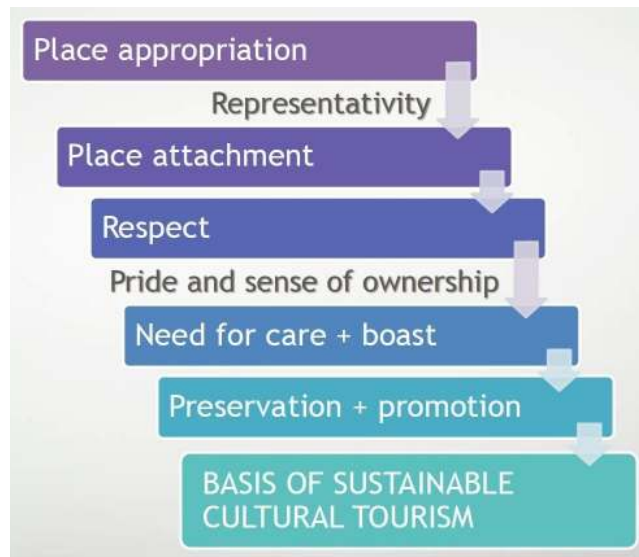 Place appropriation
Representativity
Place attachment
Respect
Pride and sense of ownership
Need for care + boast
Preservation + promotion
BASIS OF SUSTAINABLE
CULTURAL TOURISM